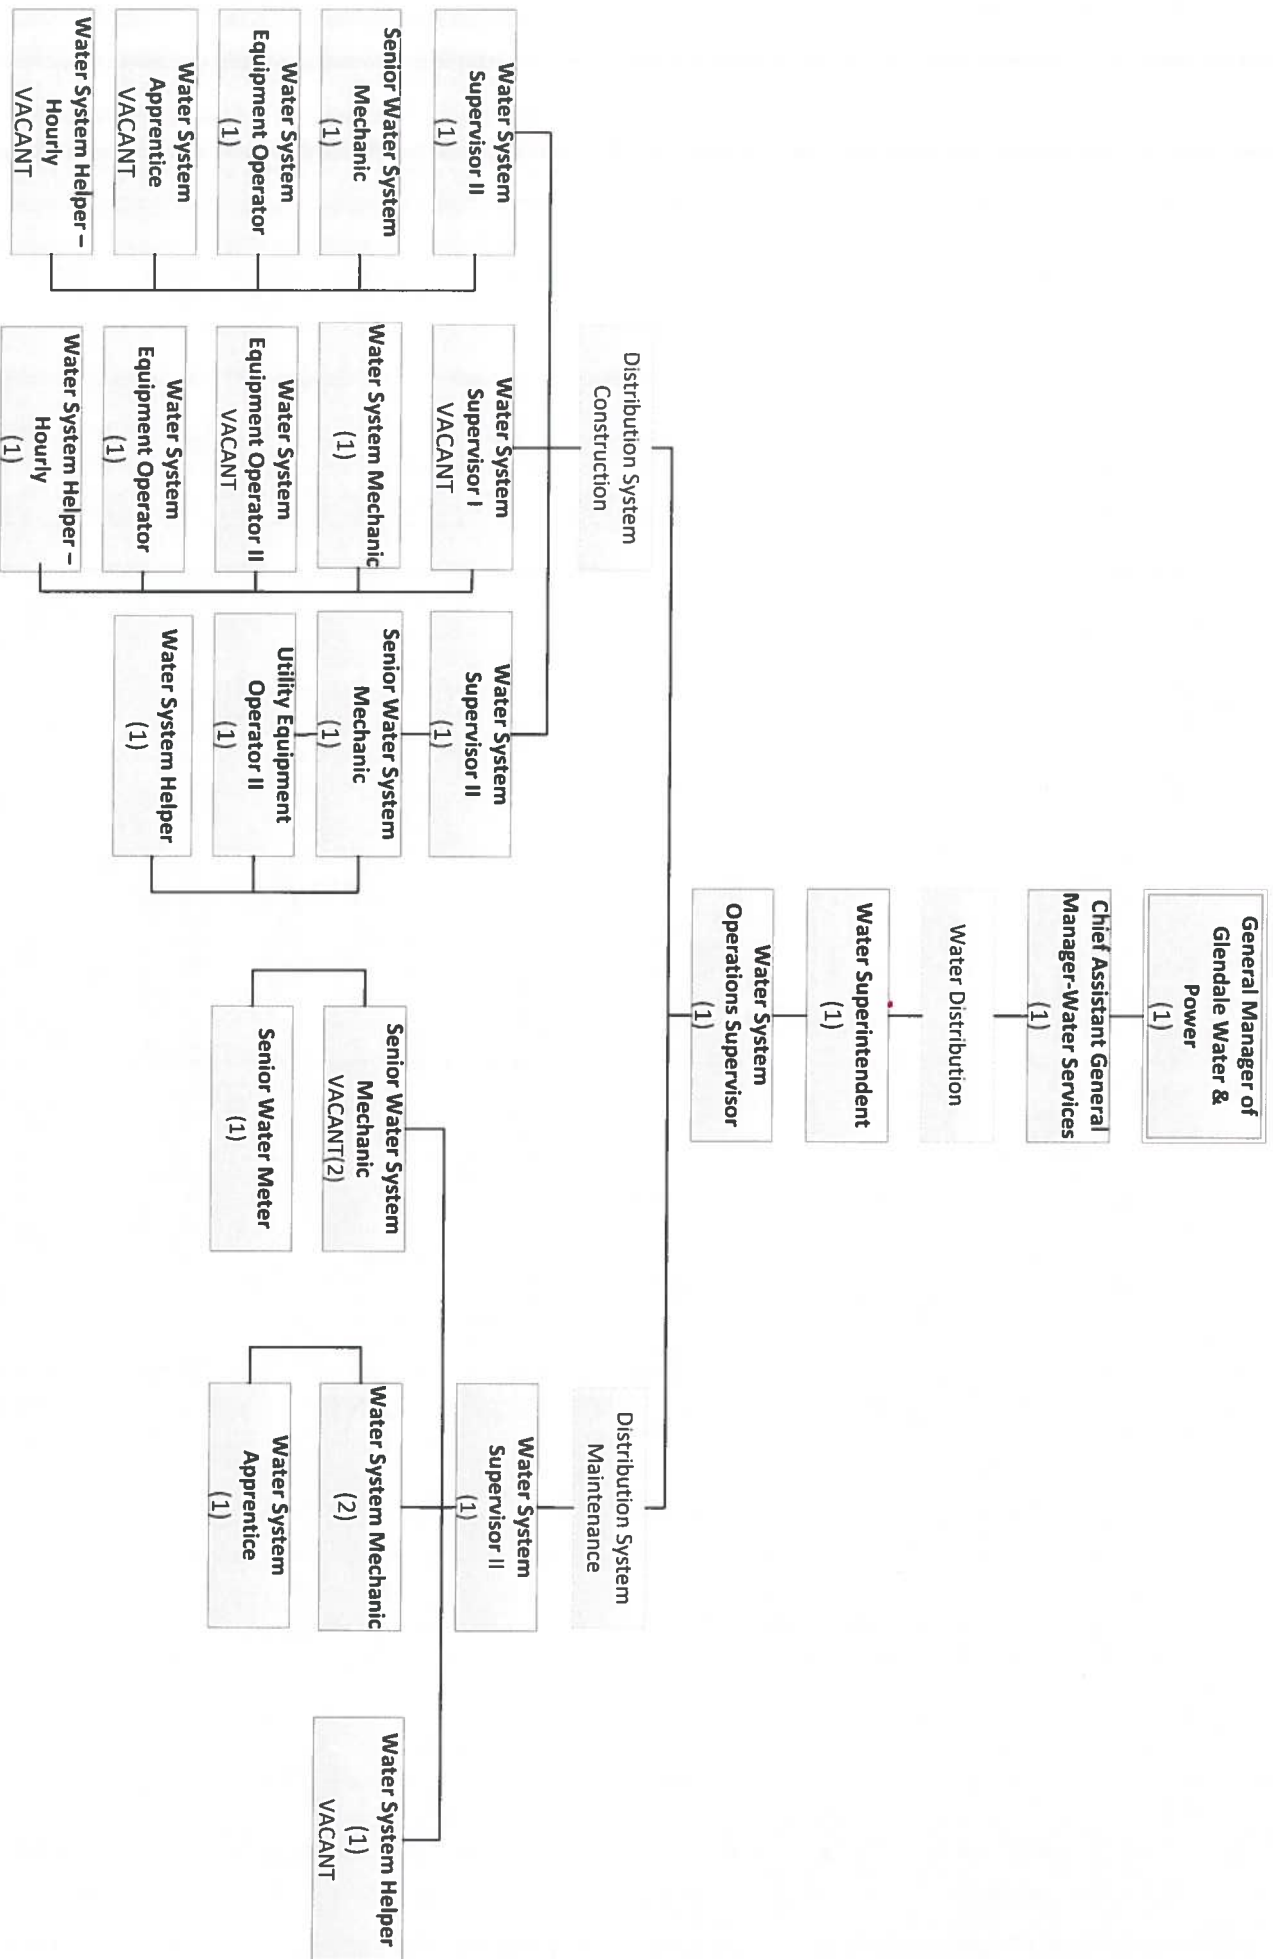 General Manager of
Glendale Water &
Power
(1)
Chief Assistant General
Manager-Water Services
(1)
Water Distribution
Water Superintendent
(1)
Water System
Operations Supervisor
(1)
Distribution System
Construction
Water System
Supervisor II
(1)
Senior Water System
Mechanic
(1)
Water System
Equipment Operator
(1)
Water System
Apprentice
VACANT
Water System Helper –
Hourly
VACANT
Water System
Supervisor I
VACANT
Water System Mechanic
(1)
Water System
Equipment Operator II
VACANT
Water System
Equipment Operator
(1)
Water System Helper –
Hourly
(1)
Water System
Supervisor II
(1)
Senior Water System
Mechanic
(1)
Utility Equipment
Operator II
(1)
Water System Helper
(1)
Distribution System
Maintenance
Water System
Supervisor II
(1)
Senior Water System
Mechanic
VACANT(2)
Senior Water Meter
(1)
Water System Mechanic
(2)
Water System
Apprentice
(1)
Water System Helper
(1)
VACANT